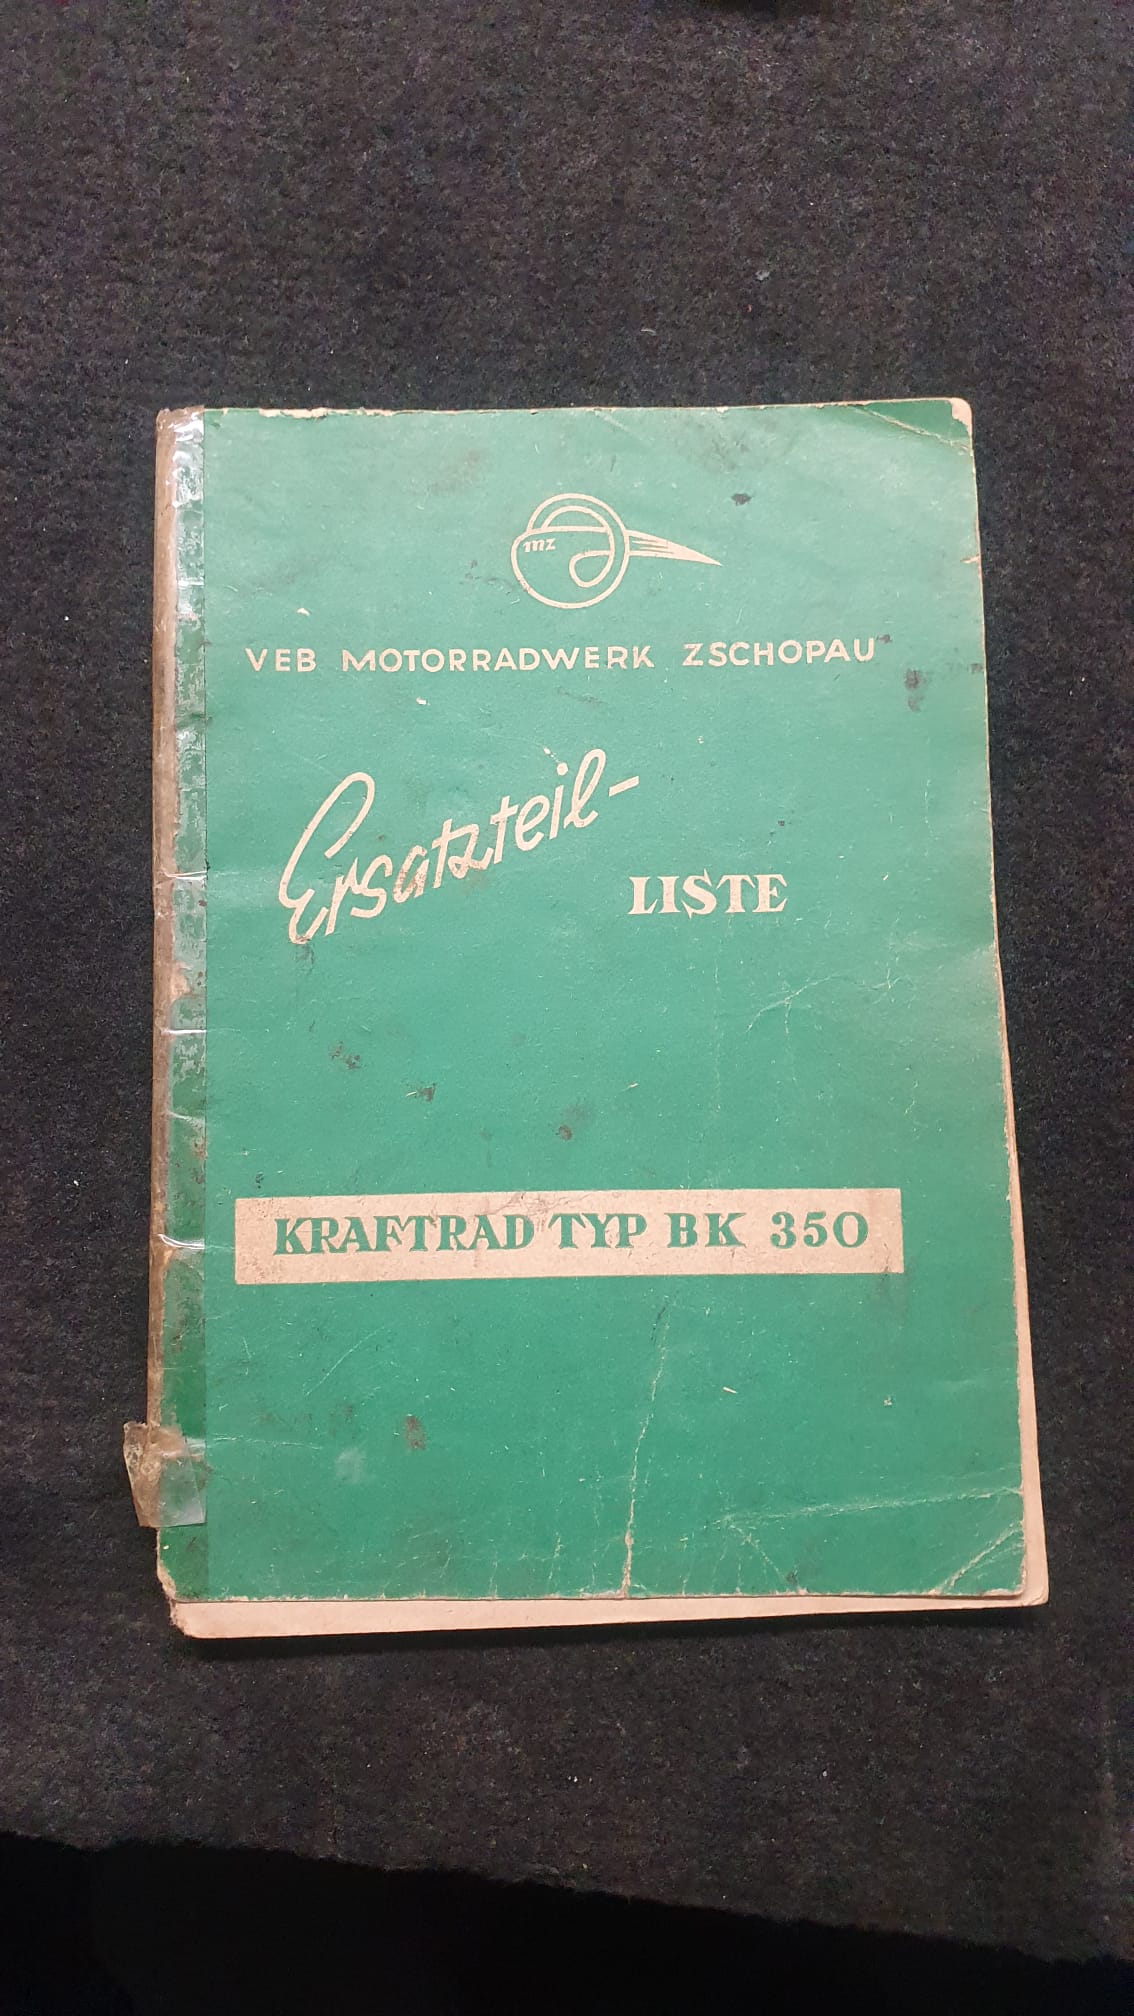 mz
VEB MOTORRADWERK ZSCHOPAU
Ersatzteil-
LISTE
KRAFTRAD TYP BK 350